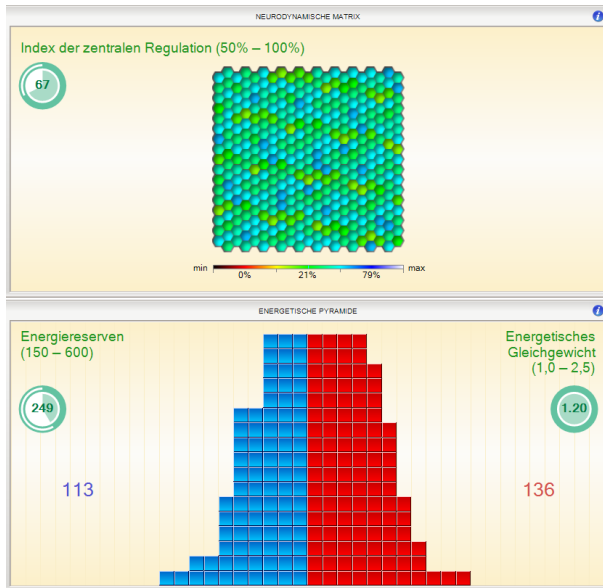 NEURODYNAMISCHE MATRIX
i
Index der zentralen Regulation (50% – 100%)
67
min
max
0%
21%
79%
ENERGETISCHE PYRAMIDE
i
Energiereserven
(150 – 600)
Energetisches
Gleichgewicht
(1,0 – 2,5)
249
1.20
113
136